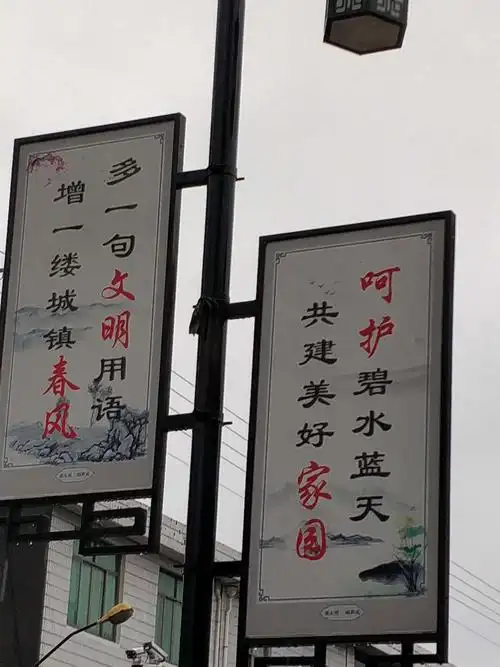 多一句文明用语
增一缕城镇春风
呵护碧水蓝天
共建美好家园